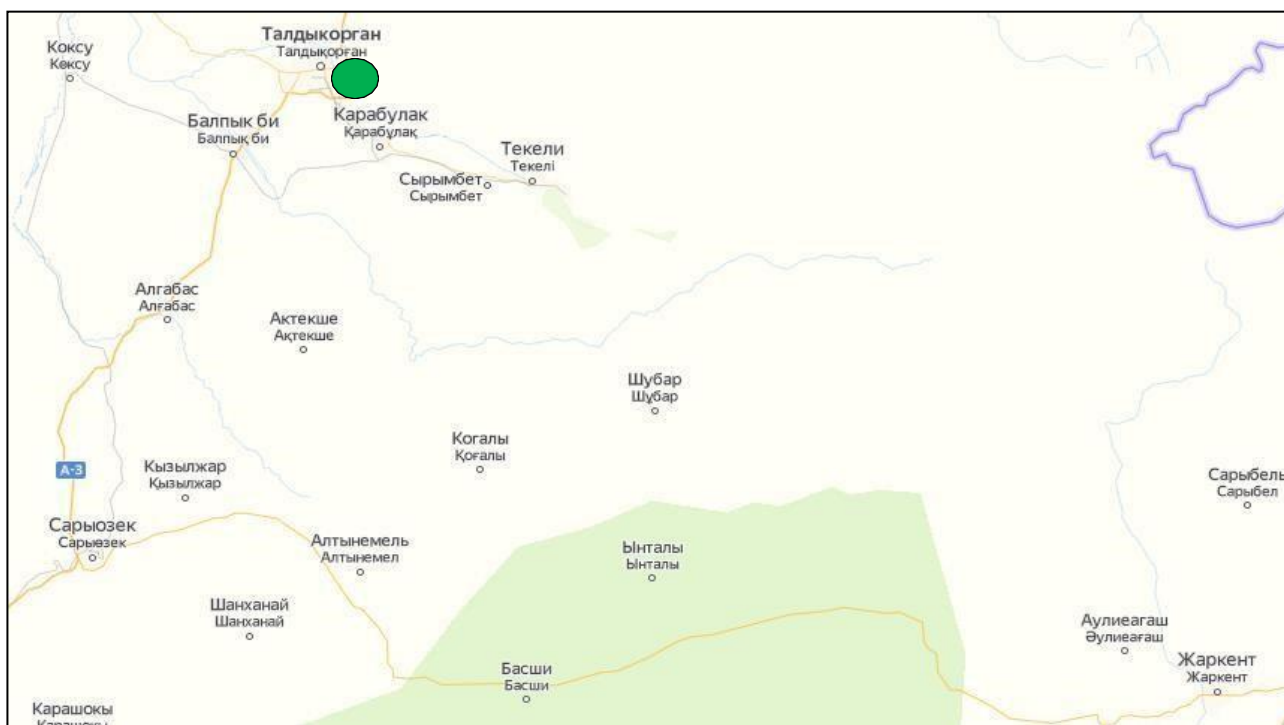 Талдыкорган
Талдықорған
Коксу
Көксу
Балпык би
Балпық би
Карабулак
Қарабұлақ
Текели
Текелі
Сырымбет
Сырымбет
Алгабас
Алғабас
Актекше
Ақтекше
Шубар
Шұбар
Когалы
Қоғалы
А-3
Кызылжар
Қызылжар
Сарыбель
Сарыбел
Сарыозек
Сарыөзек
Алтынемель
Алтынемел
Ынталы
Ынталы
Шанханай
Шанханай
Аулиеагаш
Әулиеағаш
Басши
Басши
Жаркент
Жаркент
Карашокы
Қарашоқы